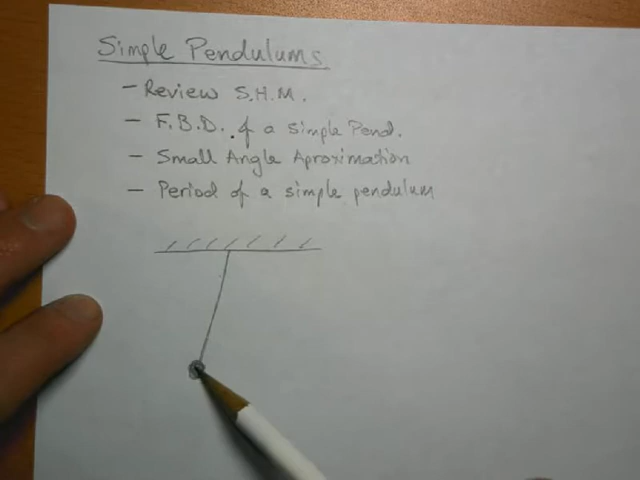 Simple Pendulums
- Review S.H.M.
- F.B.D. of a simple Pend.
- Small Angle Aproximation
- Period of a simple pendulum